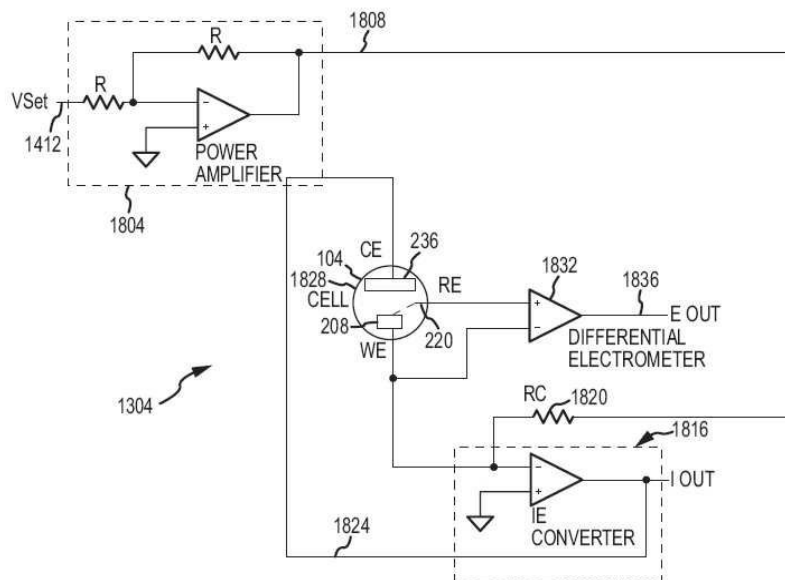 R
1808
R
VSet
1412
-
+
POWER
AMPLIFIER
1804
CE
236
104
1828
CELL
RE
208
220
WE
1832
+
-
1836
E OUT
DIFFERENTIAL
ELECTROMETER
1304
RC
1820
1816
-
+
I OUT
IE
CONVERTER
1824